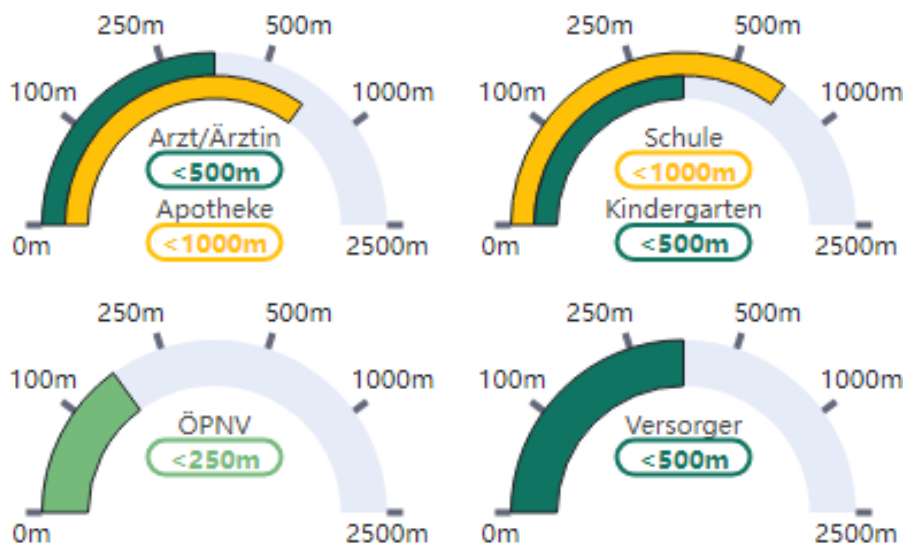 250m 500m
100m 1000m
Arzt/Ärztin
<500m
Apotheke
<1000m
0m 2500m
250m 500m
100m 1000m
Schule
<1000m
Kindergarten
<500m
0m 2500m
250m 500m
100m 1000m
ÖPNV
<250m
0m 2500m
250m 500m
100m 1000m
Versorger
<500m
0m 2500m